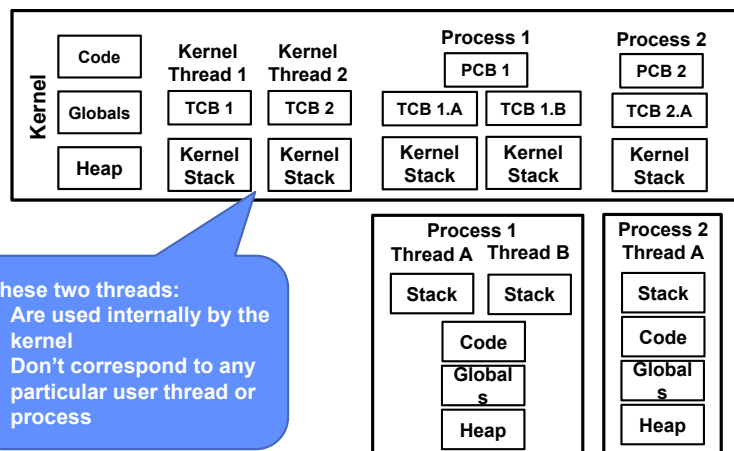 Kernel
Code
Globals
Heap
Kernel
Thread 1
TCB 1
Kernel
Stack
Kernel
Thread 2
TCB 2
Kernel
Stack
Process 1
PCB 1
TCB 1.A
TCB 1.B
Kernel
Stack
Kernel
Stack
Process 2
PCB 2
TCB 2.A
Kernel
Stack
hese two threads:
Are used internally by the
kernel
Don’t correspond to any
particular user thread or
process
Process 1
Thread A
Thread B
Stack
Stack
Code
Global
s
Heap
Process 2
Thread A
Stack
Code
Global
s
Heap